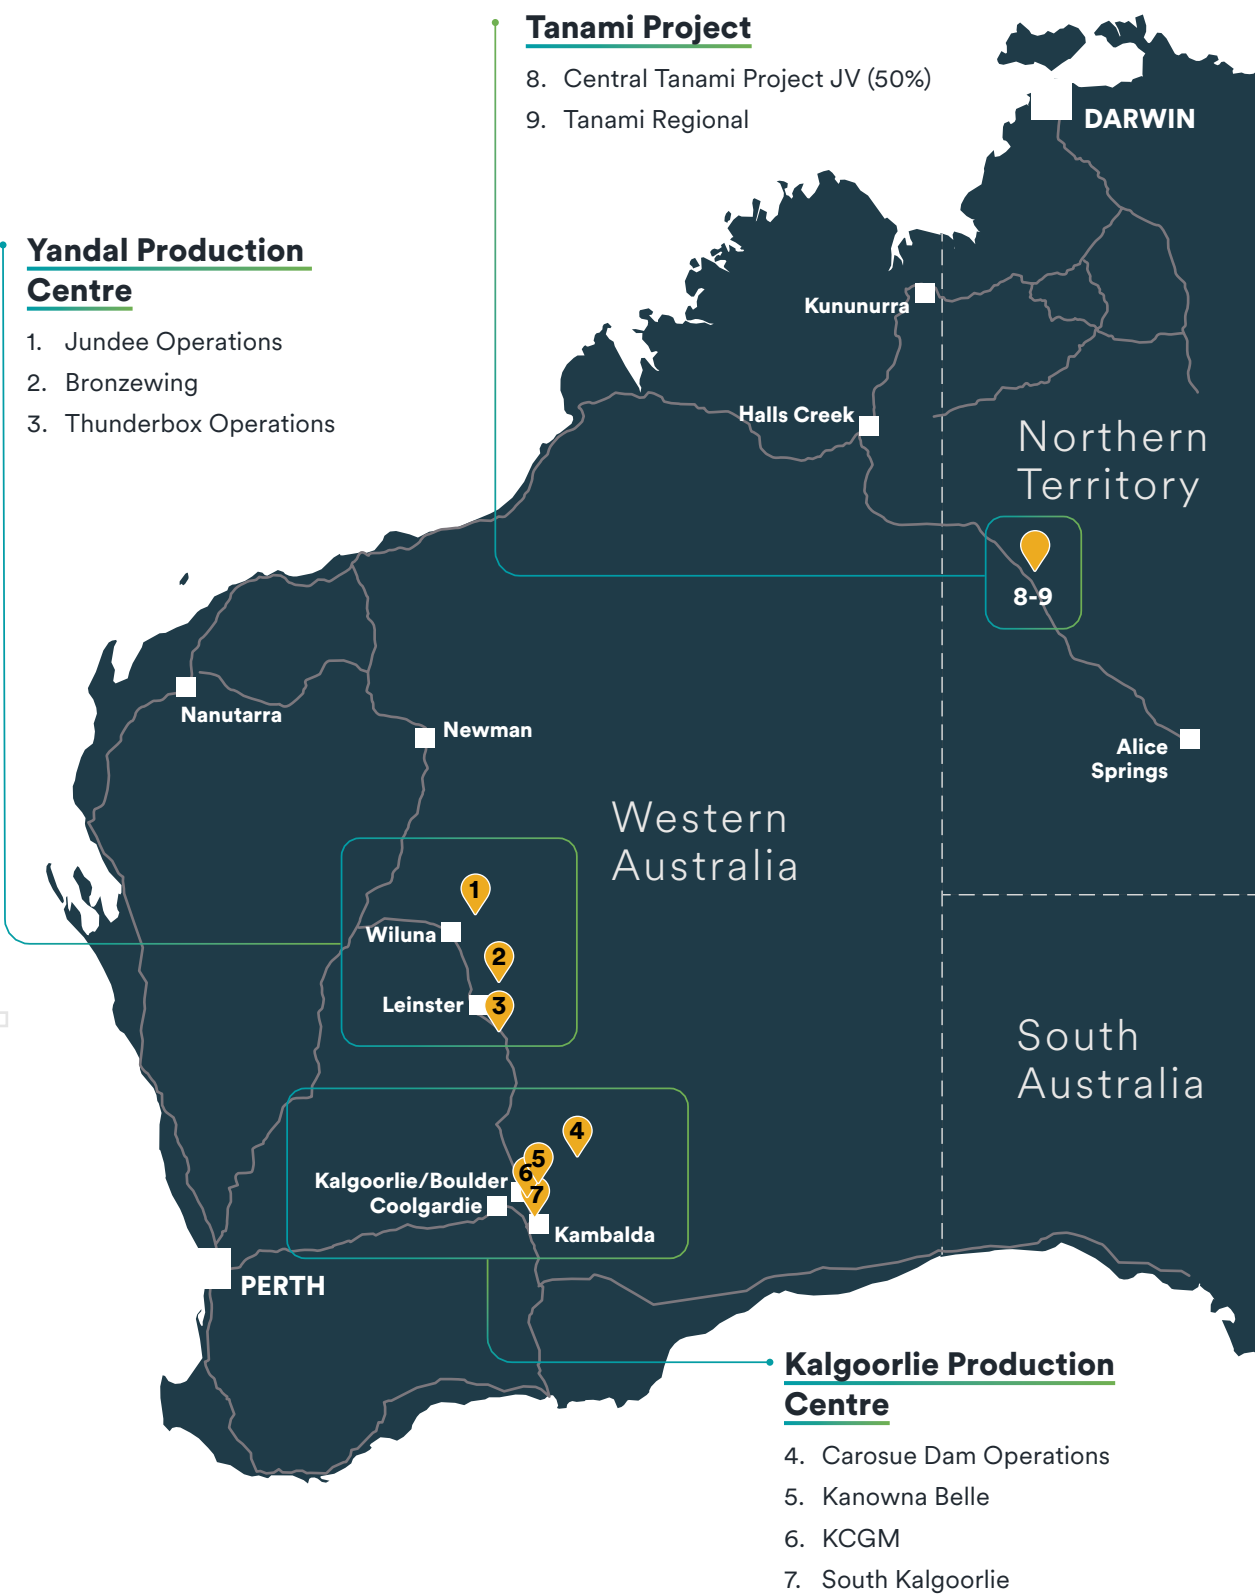 Tanami Project
8. Central Tanami Project JV (50%)
9. Tanami Regional
DARWIN
Yandal Production
Centre
1. Jundee Operations
2. Bronzewing
3. Thunderbox Operations
Kununurra
Halls Creek
Northern
Territory
8-9
Nanutarra
Newman
Alice
Springs
Western
Australia
1
Wiluna
2
Leinster
3
South
Australia
4
5
6
Kalgoorlie/Boulder
7
Coolgardie
Kambalda
PERTH
Kalgoorlie Production
Centre
4. Carosue Dam Operations
5. Kanowna Belle
6. KCGM
7. South Kalgoorlie